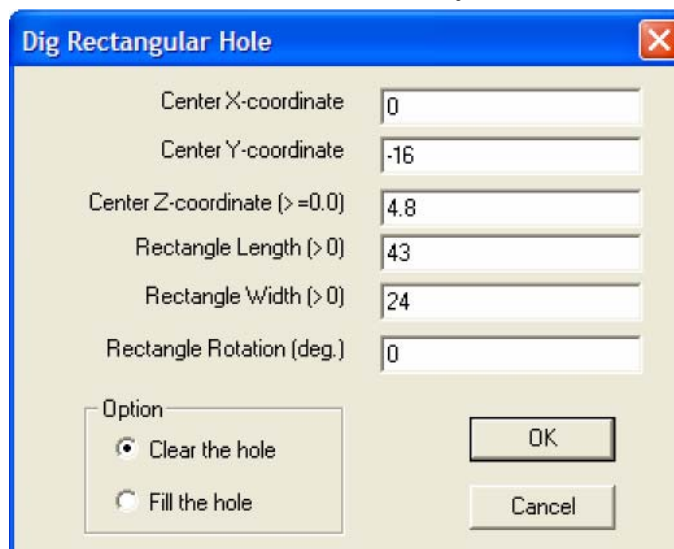 Dig Rectangular Hole
Center X-coordinate 0
Center Y-coordinate -16
Center Z-coordinate (>=0.0) 4.8
Rectangle Length (>0) 43
Rectangle Width (>0) 24
Rectangle Rotation (deg.) 0
Option
Clear the hole
OK
Fill the hole
Cancel